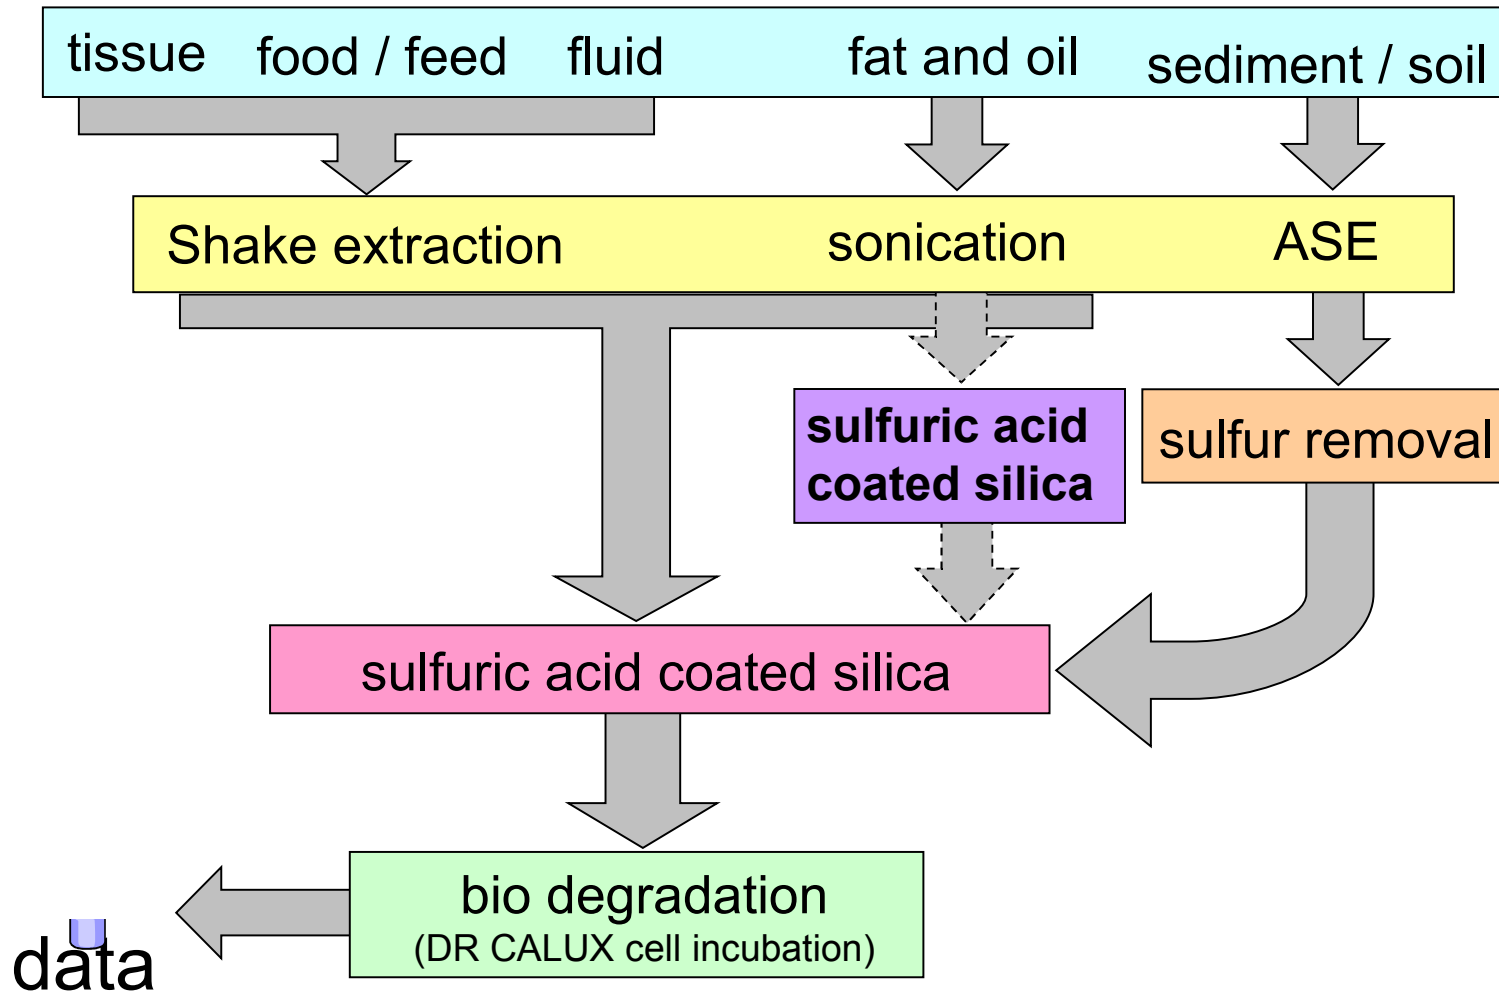 tissue food / feed fluid fat and oil sediment / soil
Shake extraction sonication ASE
sulfuric acid
coated silica
sulfur removal
sulfuric acid coated silica
bio degradation
(DR CALUX cell incubation)
data